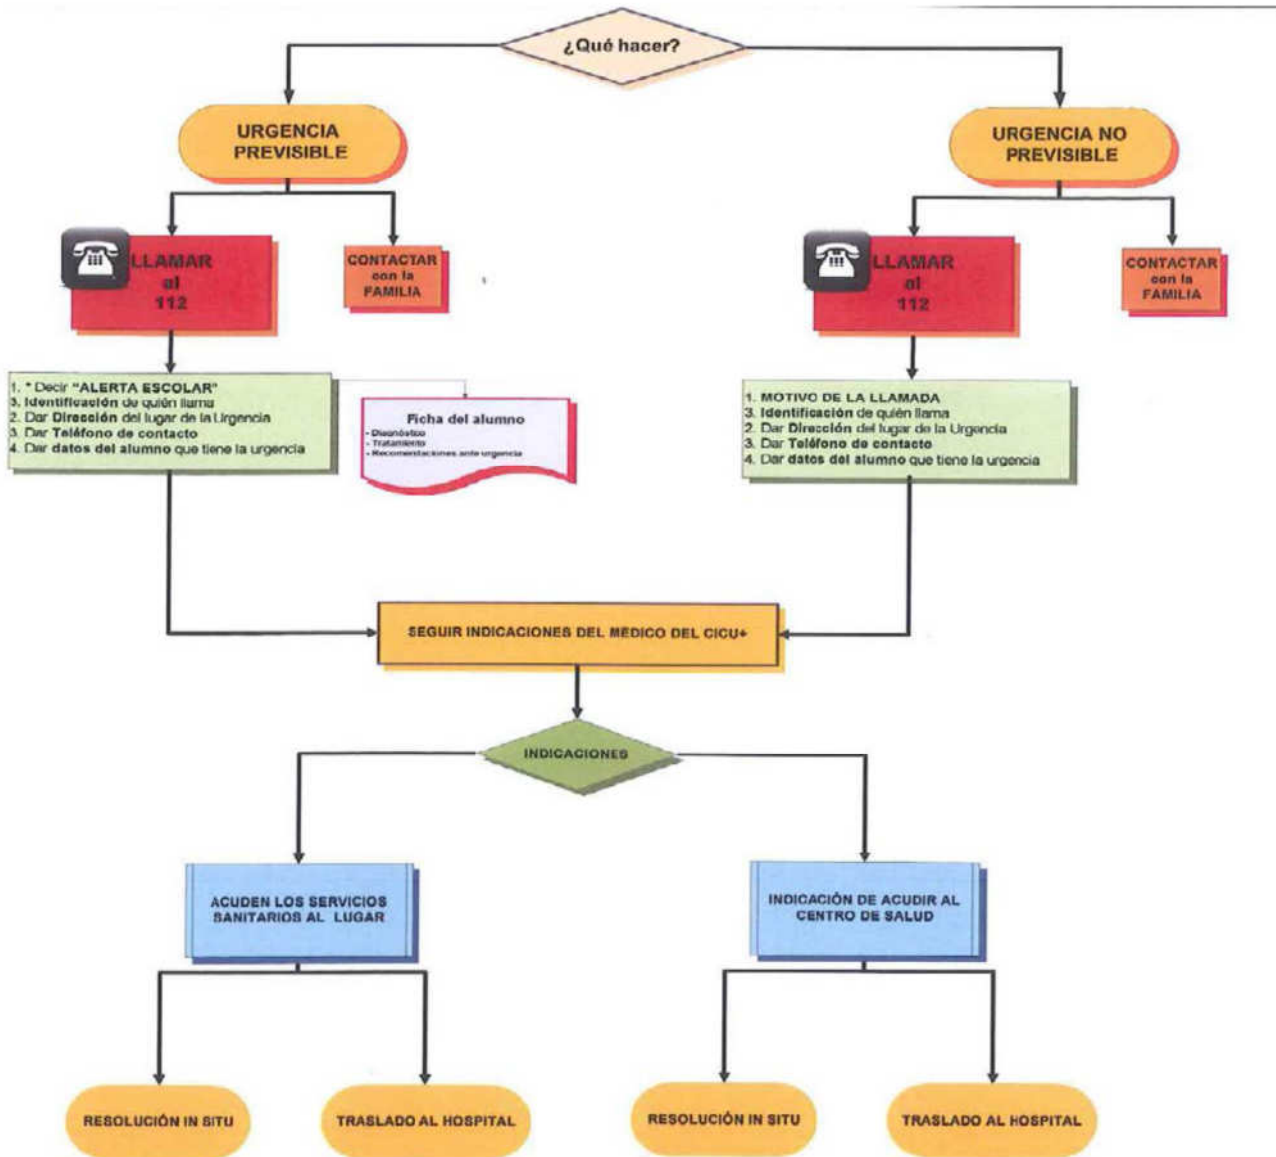 ¿Qué hacer?
URGENCIA
PREVISIBLE
URGENCIA NO
PREVISIBLE
LLAMAR
al
112
CONTACTAR
con la
FAMILIA
LLAMAR
al
112
CONTACTAR
con la
FAMILIA
1. * Decir "ALERTA ESCOLAR"
3. Identificación de quién llama
2. Dar Dirección del lugar de la Urgencia
3. Dar Teléfono de contacto
4. Dar datos del alumno que tiene la urgencia
Ficha del alumno
- Diagnóstico
- Tratamiento
- Recomendaciones ante urgencia
1. MOTIVO DE LA LLAMADA
3. Identificación de quién llama
2. Dar Dirección del lugar de la Urgencia
3. Dar Teléfono de contacto
4. Dar datos del alumno que tiene la urgencia
SEGUIR INDICACIONES DEL MÉDICO DEL CICU+
INDICACIONES
ACUDEN LOS SERVICIOS
SANITARIOS AL LUGAR
INDICACIÓN DE ACUDIR AL
CENTRO DE SALUD
RESOLUCIÓN IN SITU
TRASLADO AL HOSPITAL
RESOLUCIÓN IN SITU
TRASLADO AL HOSPITAL